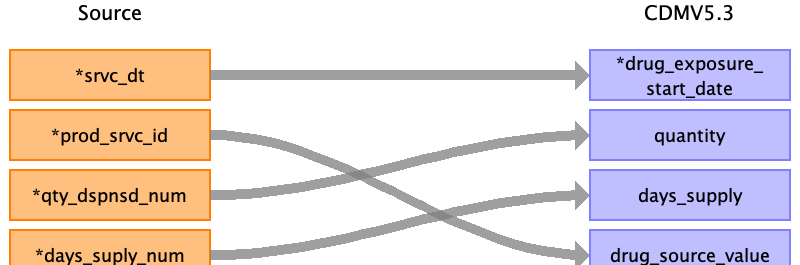 Source
CDMV5.3
*srvc_dt
*drug_exposure_
start_date
*prod_srvc_id
quantity
*qty_dspnsd_num
days_supply
*days_suply_num
drug_source_value